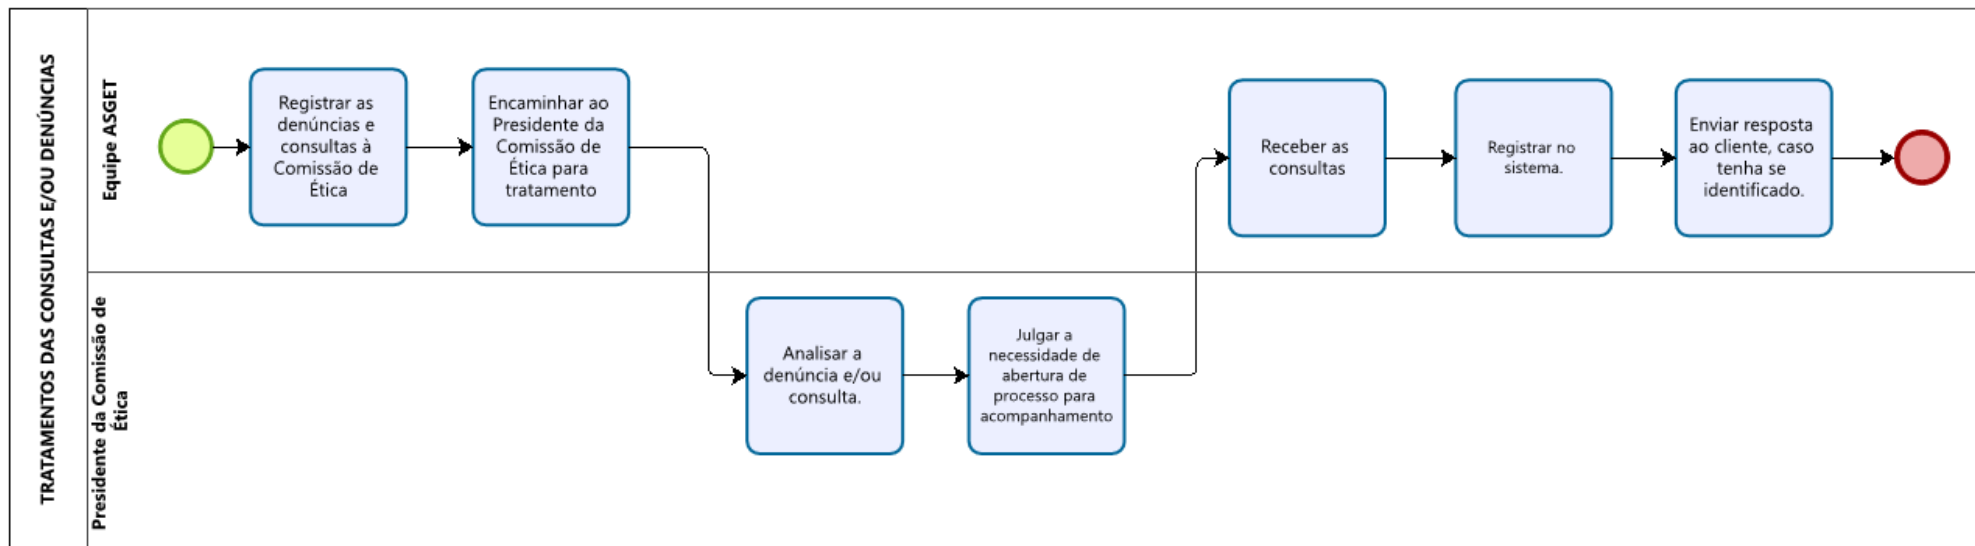 TRATAMENTOS DAS CONSULTAS E/OU DENÚNCIAS
Equipe ASGET
Registrar as
denúncias e
consultas à
Comissão de
Ética
Encaminhar ao
Presidente da
Comissão de
Ética para
tratamento
Receber as
consultas
Registrar no
sistema.
Enviar resposta
ao cliente, caso
tenha se
identificado.
Presidente da Comissão de
Ética
Analisar a
denúncia e/ou
consulta.
Julgar a
necessidade de
abertura de
processo para
acompanhamento